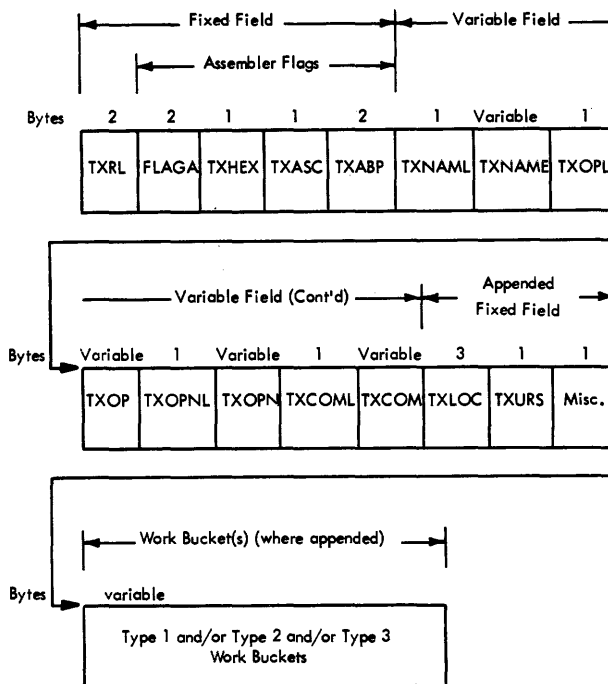 Fixed Field Variable Field
Assembler Flags
Bytes 2 2 1 1 2 1 Variable 1
TXRL FLAGA TXHEX TXASC TXABP TXNAML TXNAME TXOPL
Variable Field (Cont'd) Appended
Fixed Field
Bytes Variable 1 Variable 1 Variable 3 1 1
TXOP TXOPNL TXOPN TXCOML TXCOM TXLOC TXURS Misc.
Work Bucket(s) (where appended)
Bytes variable
Type 1 and/or Type 2 and/or Type 3
Work Buckets